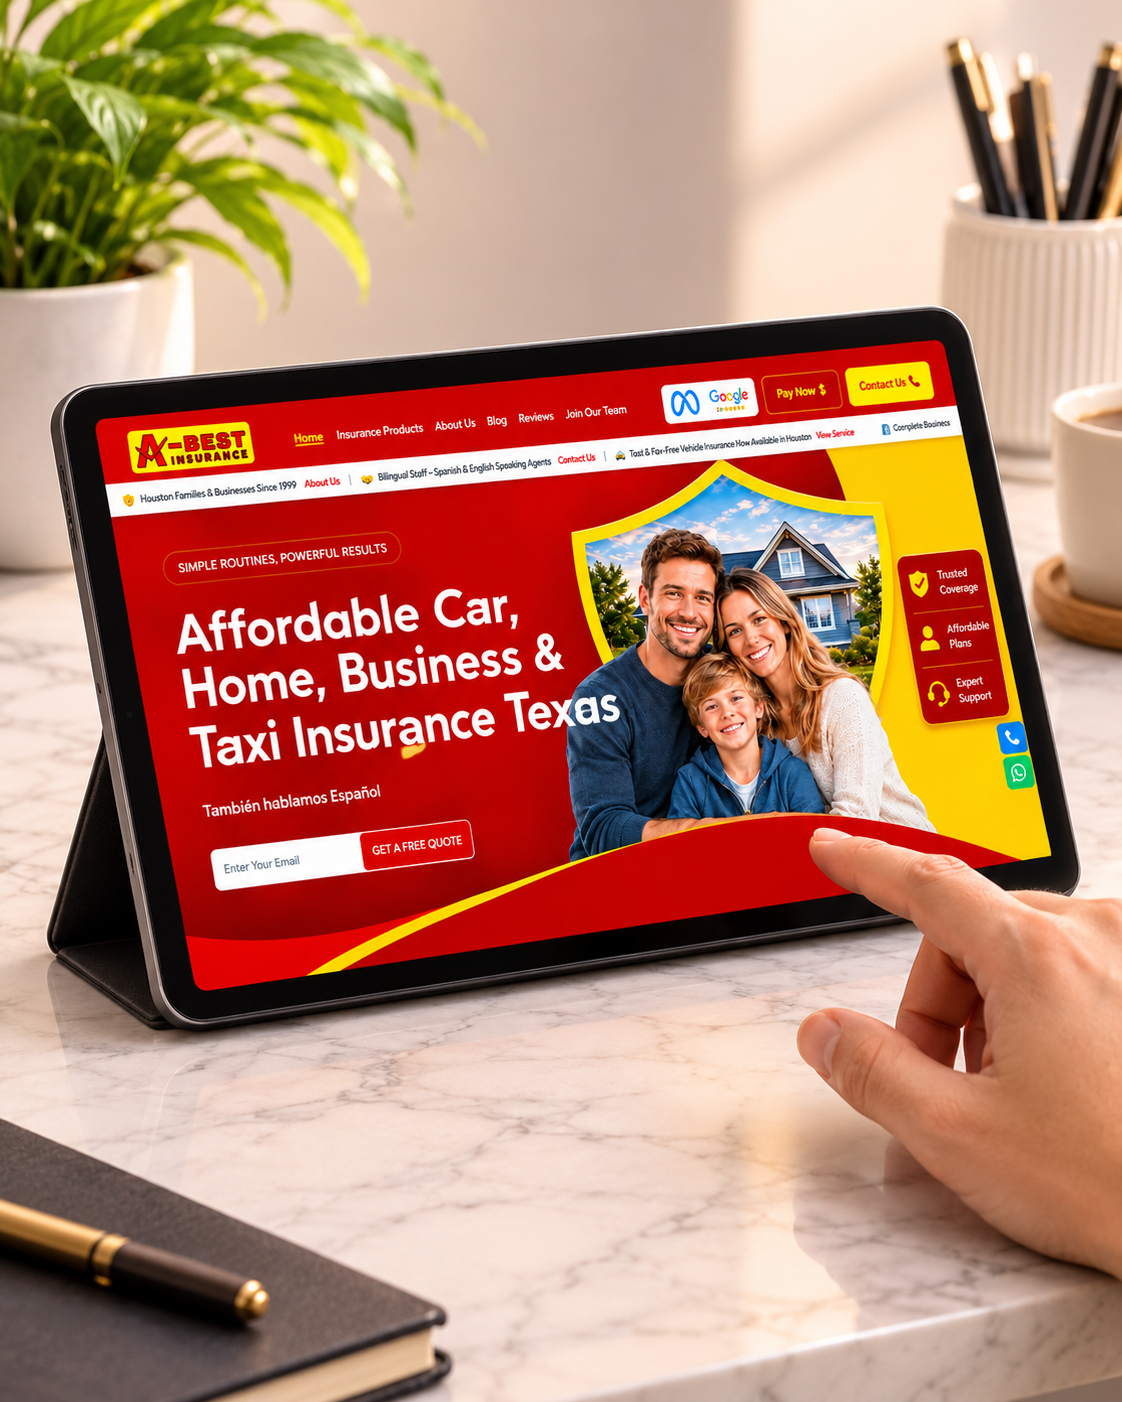 A-BEST
INSURANCE
Home
Insurance Products
About Us
Blog
Reviews
Join Our Team
Google
Pay Now $
Contact Us
Houston Families & Businesses Since 1999 About Us
Bilingual Staff – Spanish & English Speaking Agents Contact Us
Tast & Far-Free Vehicle Insurance Now Available in Houston View Service
Complete Business
SIMPLE ROUTINES, POWERFUL RESULTS
Affordable Car,
Home, Business &
Taxi Insurance Texas
También hablamos Español
Enter Your Email
GET A FREE QUOTE
Trusted
Coverage
Affordable
Plans
Expert
Support